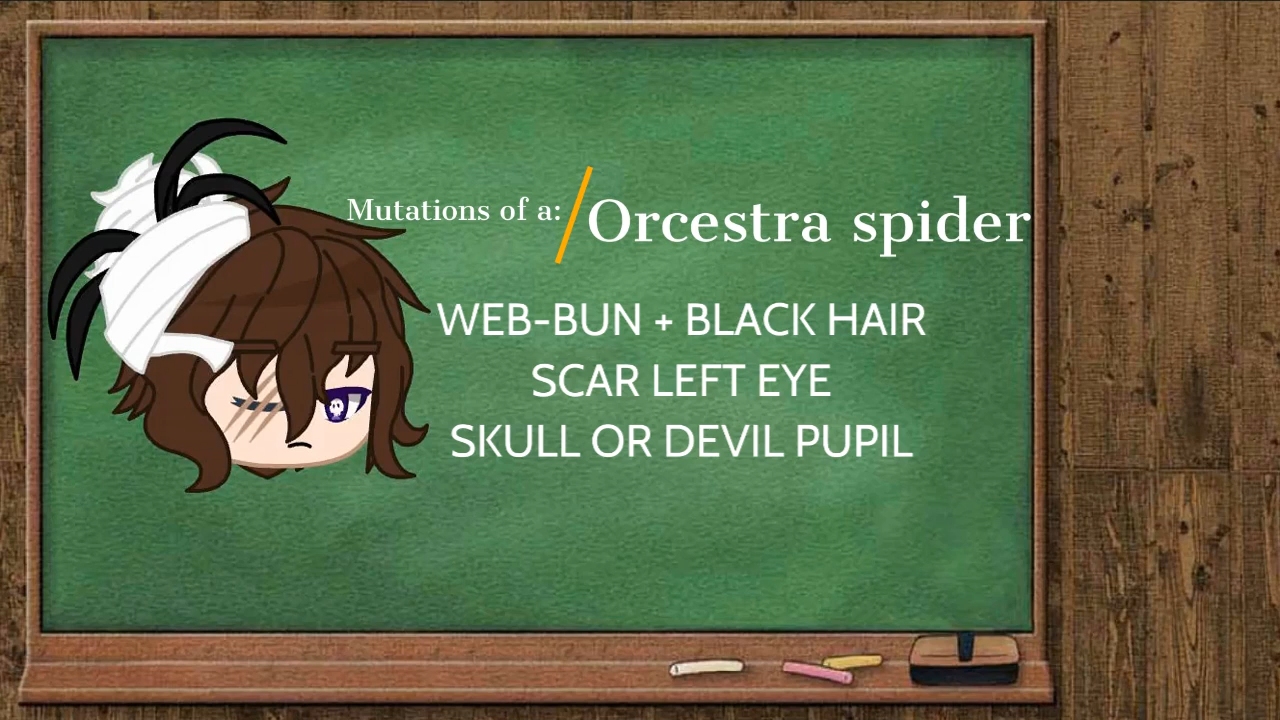 Mutations of a: / Orcestra spider
WEB-BUN + BLACK HAIR
SCAR LEFT EYE
SKULL OR DEVIL PUPIL